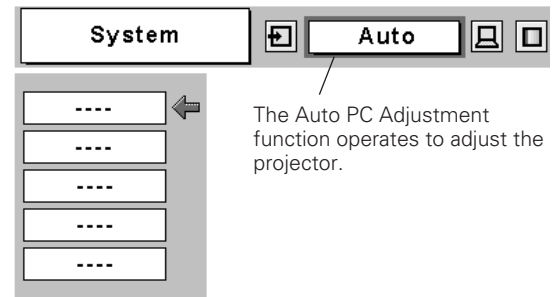 System
Auto
----
----
----
----
----
The Auto PC Adjustment
function operates to adjust the
projector.